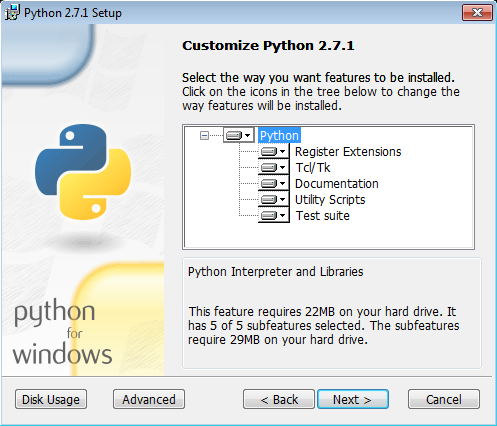 Python 2.7.1 Setup
Customize Python 2.7.1
Select the way you want features to be installed.
Click on the icons in the tree below to change the
way features will be installed.
Python
Register Extensions
Tcl/Tk
Documentation
Utility Scripts
Test suite
Python Interpreter and Libraries
This feature requires 22MB on your hard drive. It
has 5 of 5 subfeatures selected. The subfeatures
require 29MB on your hard drive.
python
for
windows
Disk Usage
Advanced
< Back
Next >
Cancel